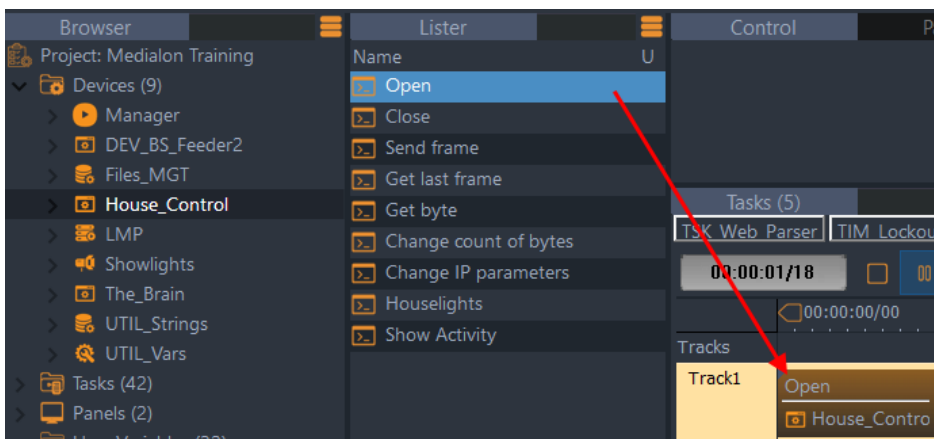 Browser
Project: Medialon Training
Devices (9)
Manager
DEV_BS_Feeder2
Files_MGT
House_Control
LMP
Showlights
The_Brain
UTIL_Strings
UTIL_Vars
Tasks (42)
Panels (2)
Lister
Name U
Open
Close
Send frame
Get last frame
Get byte
Change count of bytes
Change IP parameters
Houselights
Show Activity
Control
Tasks (5)
TSK_Web_Parser TIM_Lockou
00:00:01/18 00
00:00:00/00
Tracks
Track1
Open
House_Contro